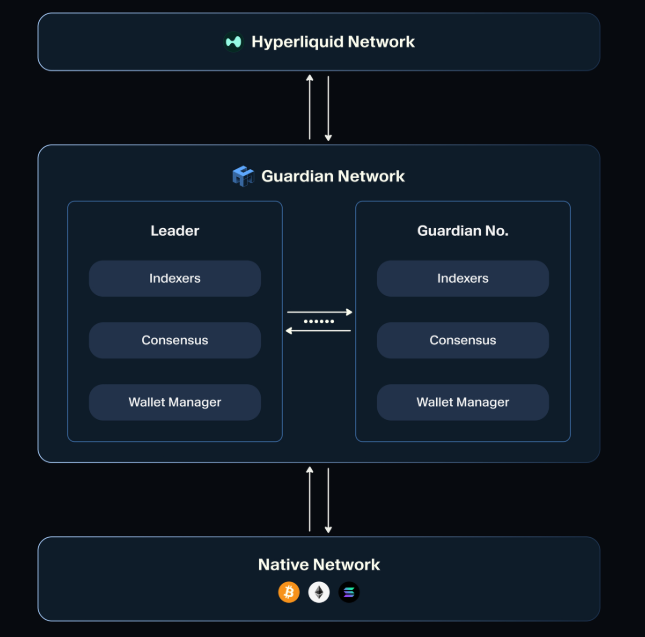 Hyperliquid Network
Guardian Network
Leader
Indexers
Consensus
Wallet Manager
Guardian No.
Indexers
Consensus
Wallet Manager
Native Network